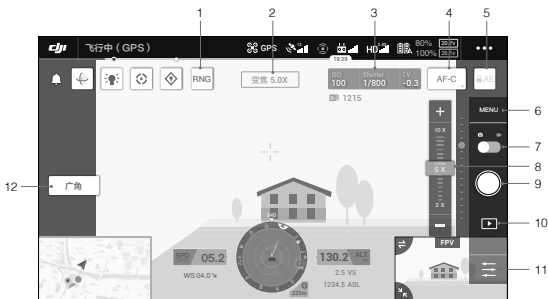 1 2 3 4 5
dji 飞行中（GPS） GPS HD 80% 100%
19:29
RNG 变焦 5.0X ISO 100 Shutter 1/800 EV -0.3 AF-C AE
1215
MENU 6
7
10 X
5 X 8
2 X 9
12 广角
10
FPV
11
SPD 05.2 130.2 ALT
WS 04.0 2.5 VS
1234.5 ASL
222m